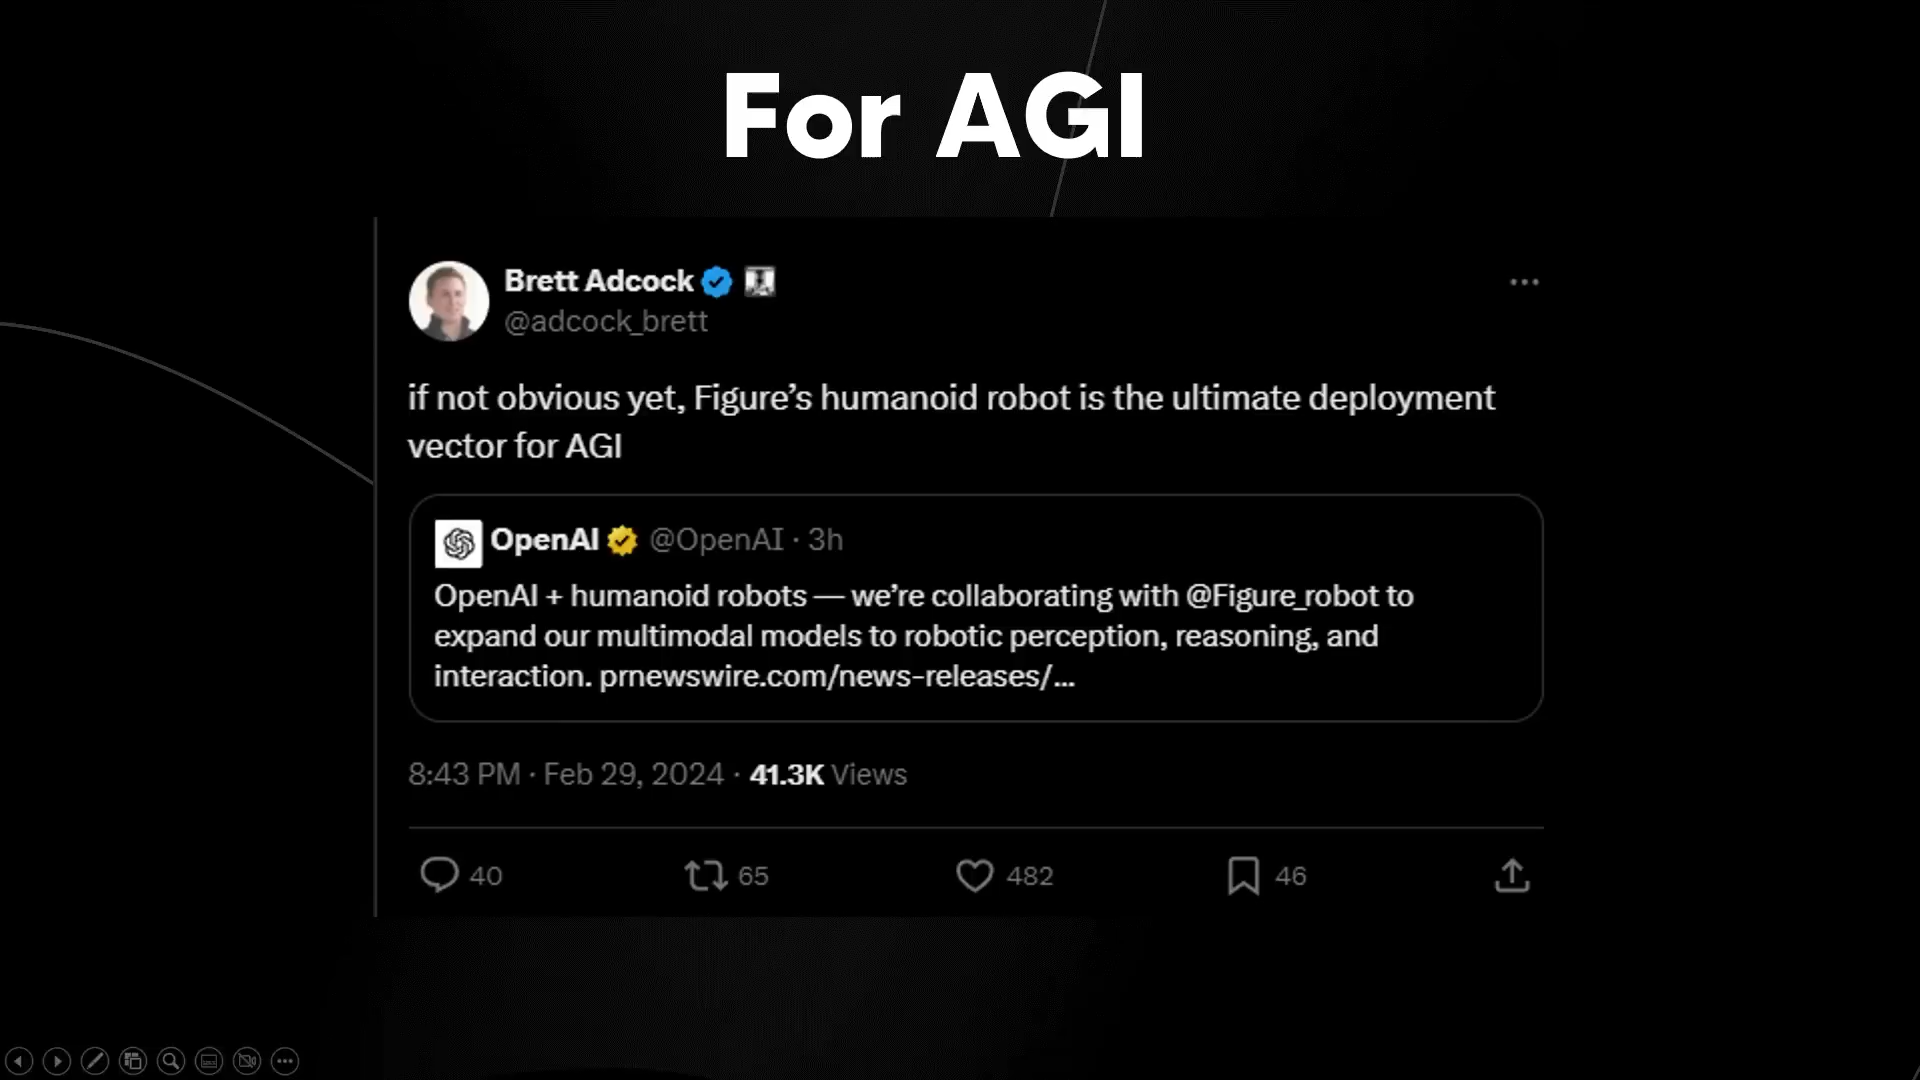 For AGI
Brett Adcock
@adcock_brett
if not obvious yet, Figure’s humanoid robot is the ultimate deployment
vector for AGI
OpenAI @OpenAI · 3h
OpenAI + humanoid robots — we’re collaborating with @Figure_robot to
expand our multimodal models to robotic perception, reasoning, and
interaction. prnewswire.com/news-releases/…
8:43 PM · Feb 29, 2024 · 41.3K Views
40 65 482 46